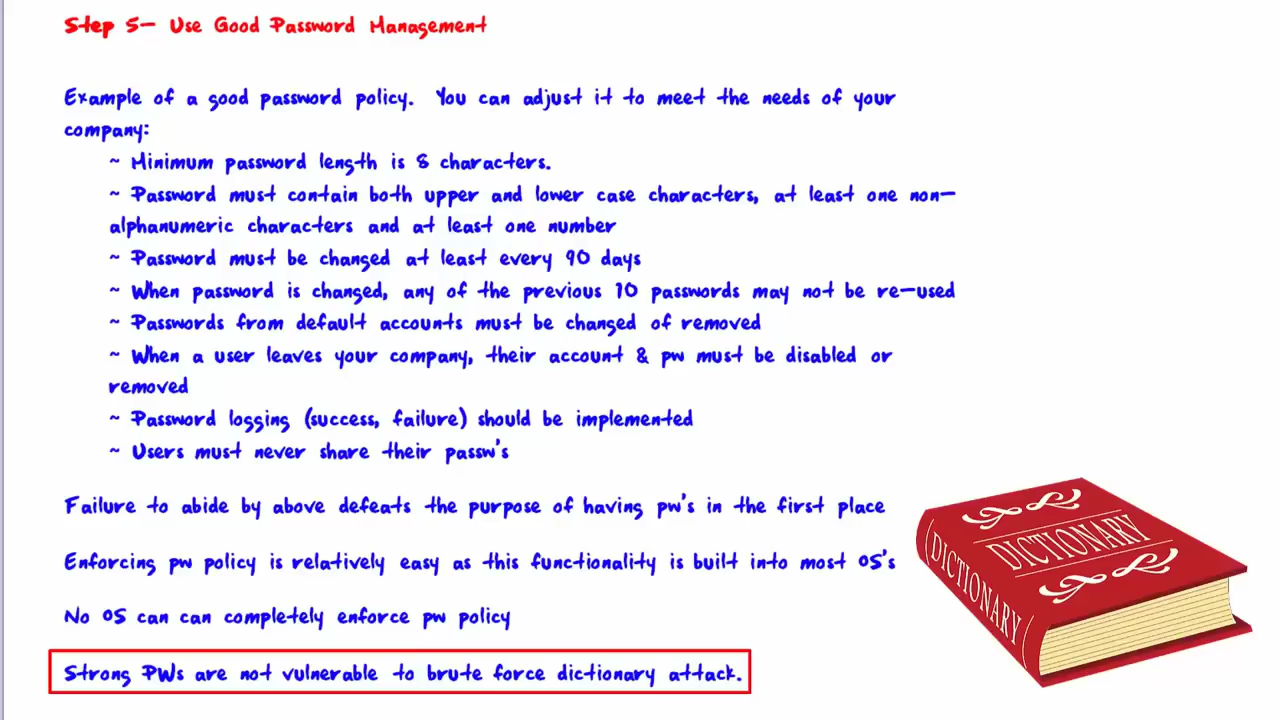 Step 5- Use Good Password Management
Example of a good password policy. You can adjust it to meet the needs of your
company:
~ Minimum password length is 8 characters.
~ Password must contain both upper and lower case characters, at least one non-
alphanumeric characters and at least one number
~ Password must be changed at least every 90 days
~ When password is changed, any of the previous 10 passwords may not be re-used
~ Passwords from default accounts must be changed of removed
~ When a user leaves your company, their account & pw must be disabled or
removed
~ Password logging (success, failure) should be implemented
~ Users must never share their passw's
Failure to abide by above defeats the purpose of having pw's in the first place
Enforcing pw policy is relatively easy as this functionality is built into most OS's
No OS can can completely enforce pw policy
Strong PWs are not vulnerable to brute force dictionary attack.
DICTIONARY
DICTIONARY